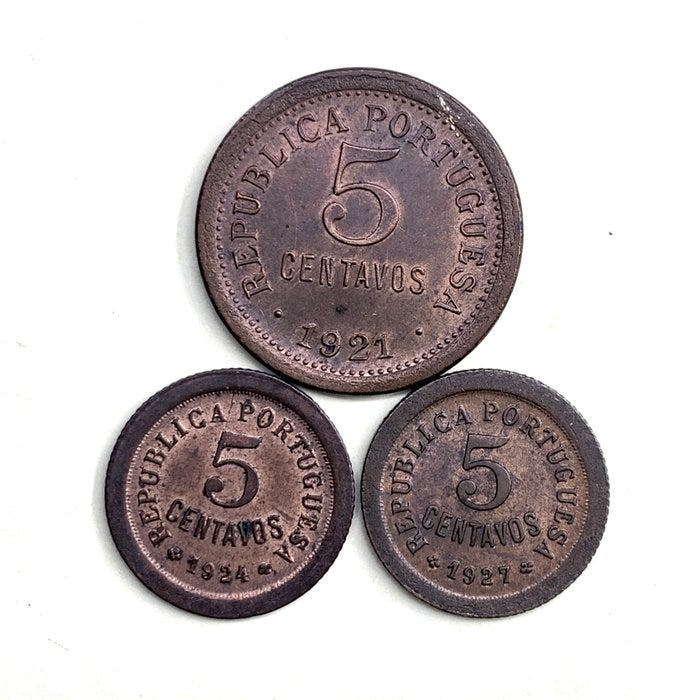 REPUBLICA PORTUGUESA
5
CENTAVOS
· 1921 ·
REPUBLICA PORTUGUESA
5
CENTAVOS
* 1924 *
REPUBLICA PORTUGUESA
5
CENTAVOS
* 1927 *